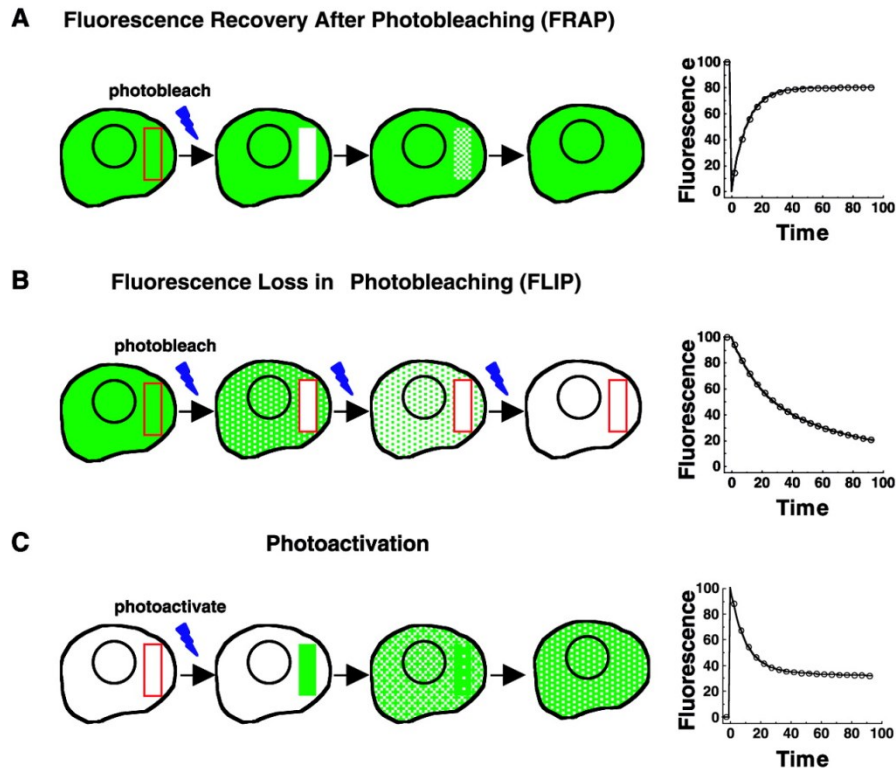 A Fluorescence Recovery After Photobleaching (FRAP)
photobleach
Fluorescenc e
100
80
60
40
20
0
0 20 40 60 80 100
Time
B Fluorescence Loss in Photobleaching (FLIP)
photobleach
Fluorescence
100
80
60
40
20
0
0 20 40 60 80 100
Time
C Photoactivation
photoactivate
Fluorescence
100
80
60
40
20
0
0 20 40 60 80 100
Time